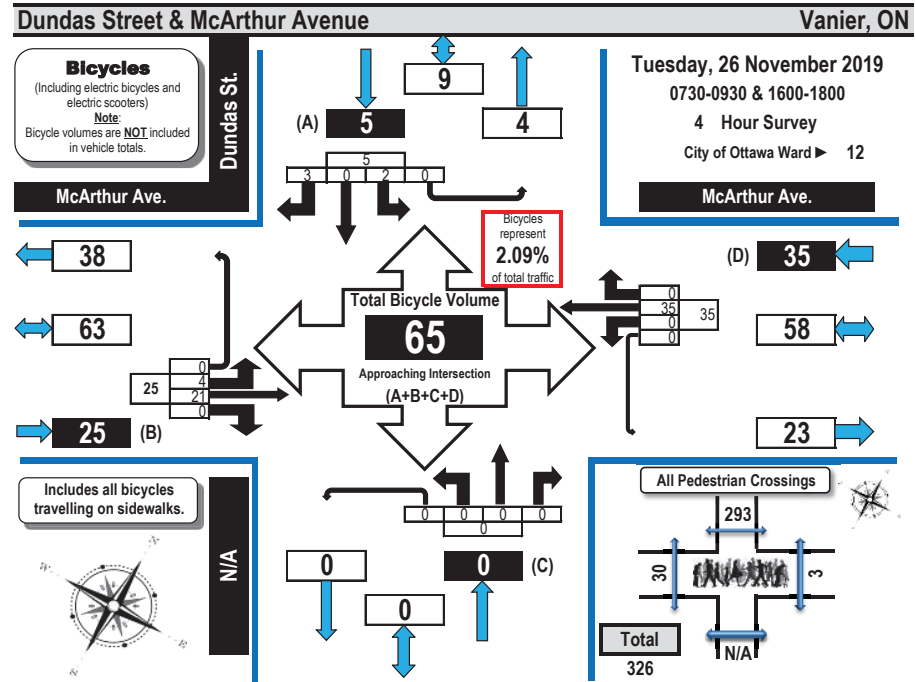 Dundas Street & McArthur Avenue
Vanier, ON
Bicycles
(Including electric bicycles and
electric scooters)
Note:
Bicycle volumes are NOT included
in vehicle totals.
Dundas St.
McArthur Ave.
9
(A)
5
4
5
3 0 2 0
Tuesday, 26 November 2019
0730-0930 & 1600-1800
4 Hour Survey
City of Ottawa Ward ► 12
McArthur Ave.
Bicycles
represent
2.09%
of total traffic
38
63
25
0
4
21
0
25
(B)
Total Bicycle Volume
65
Approaching Intersection
(A+B+C+D)
(D)
35
0
35
0
0
35
58
23
Includes all bicycles
travelling on sidewalks.
N
W
E
S
N/A
0 0 0 0
0
0
0
(C)
0
All Pedestrian Crossings
293
30
3
N/A
Total
326